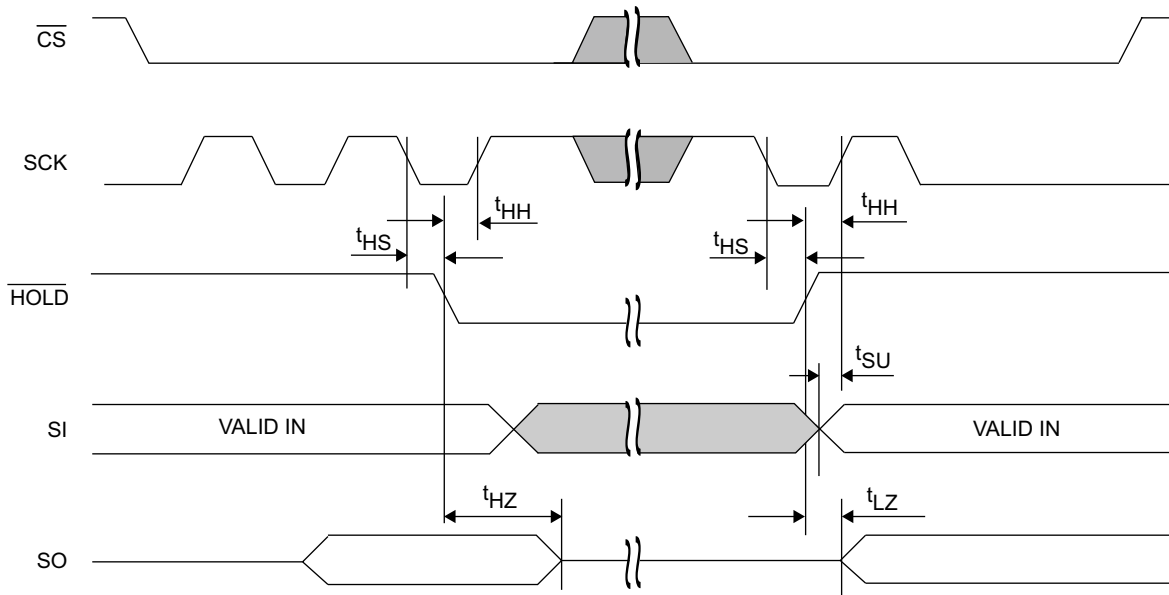 CS
SCK
tHH
tHH
tHS
tHS
HOLD
tSU
SI
VALID IN
VALID IN
tHZ
tLZ
SO